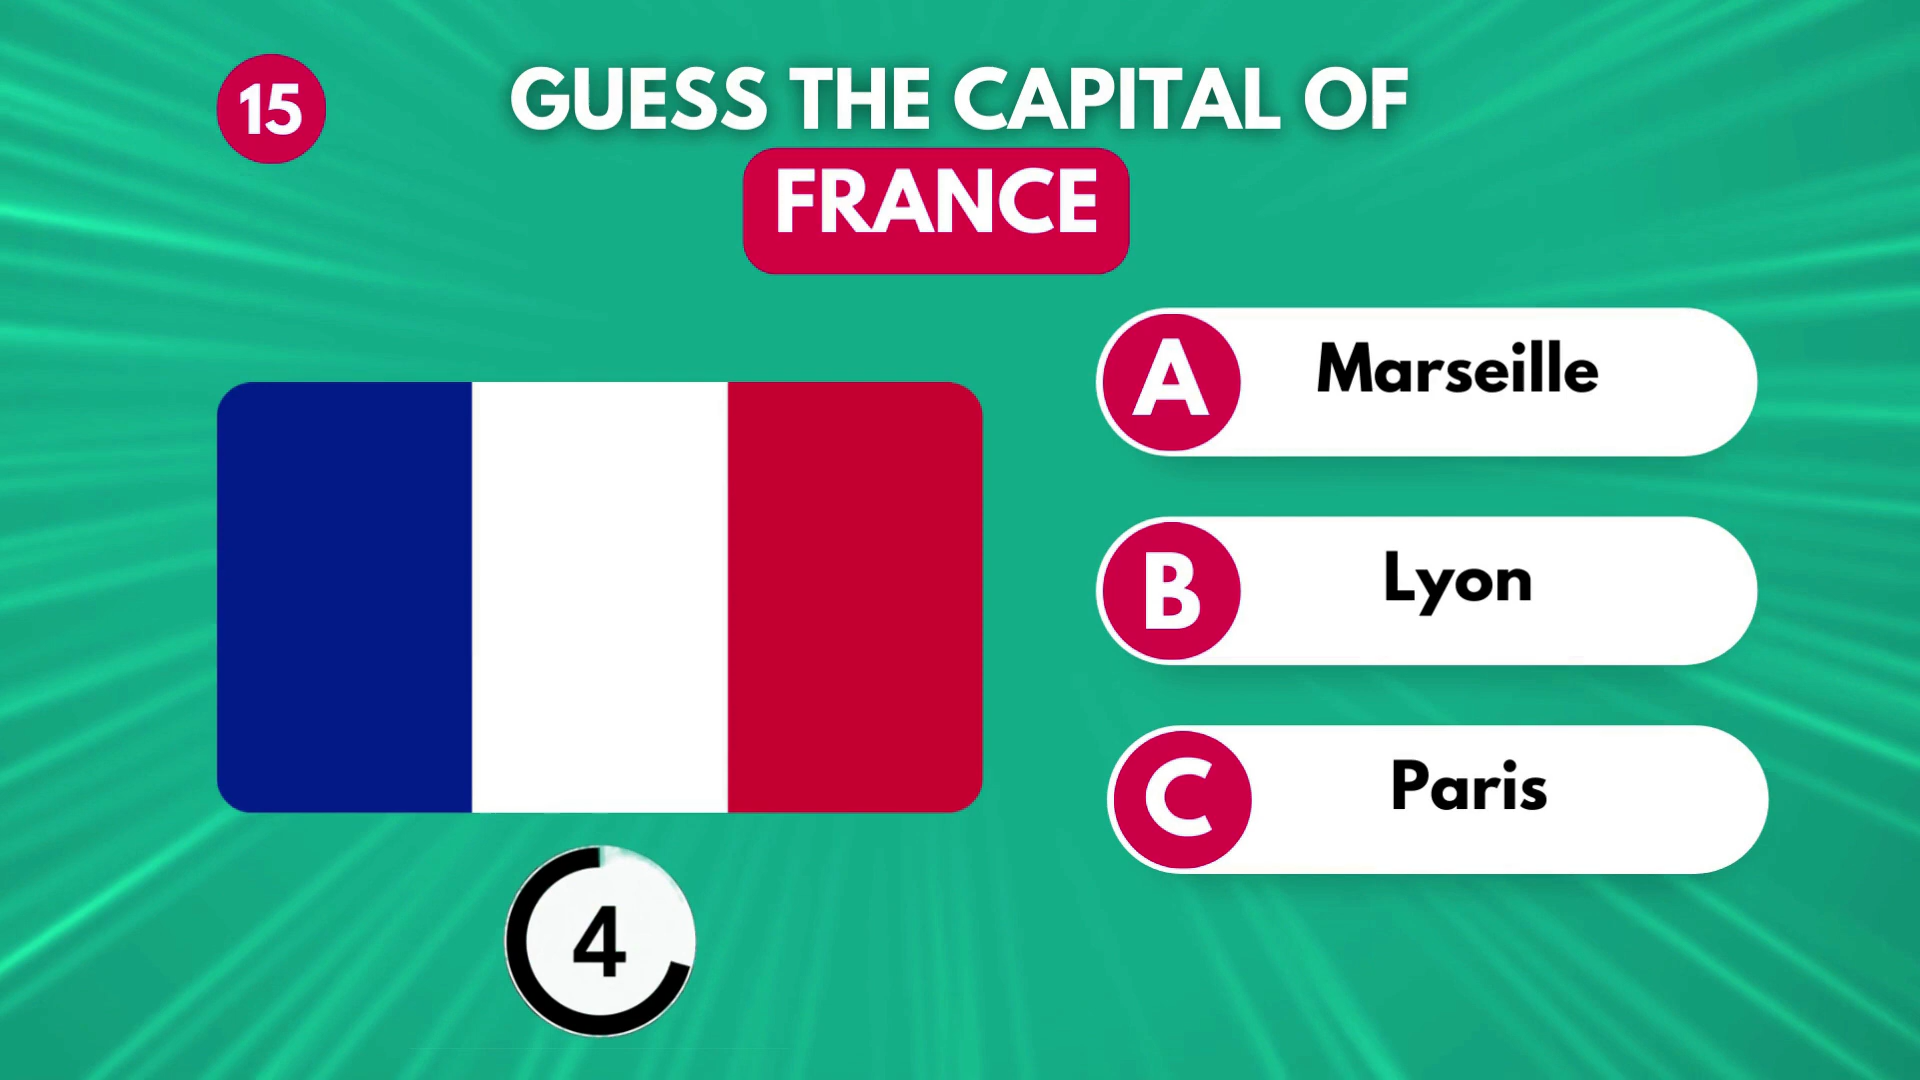 15
GUESS THE CAPITAL OF
FRANCE
A Marseille
B Lyon
C Paris
4